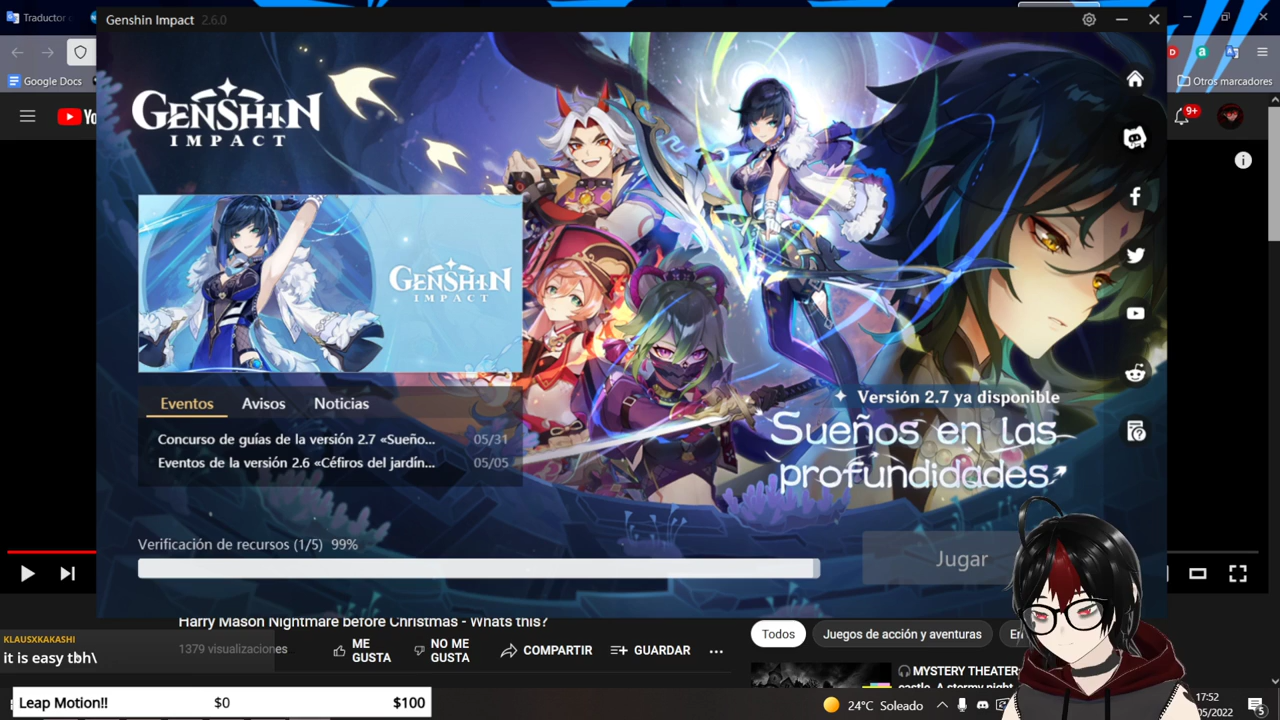 Traductor
Genshin Impact 2.6.0
Google Docs
Otros marcadores
9+
GENSHIN
IMPACT
GENSHIN
IMPACT
Eventos
Avisos
Noticias
Concurso de guías de la versión 2.7 «Sueño...
05/31
Eventos de la versión 2.6 «Céfiros del jardín...
05/05
Versión 2.7 ya disponible
Sueños en las
profundidades
Verificación de recursos (1/5) 99%
Jugar
Harry Mason Nightmare before Christmas - Whats this?
1379 visualizaciones
ME
GUSTA
NO ME
GUSTA
COMPARTIR
GUARDAR
Todos
Juegos de acción y aventuras
MYSTERY THEATER
castle. A stormy night
KLAUSXKAKASHI
it is easy tbh\
Leap Motion!!
$0
$100
24°C Soleado
17:52
05/2022
5